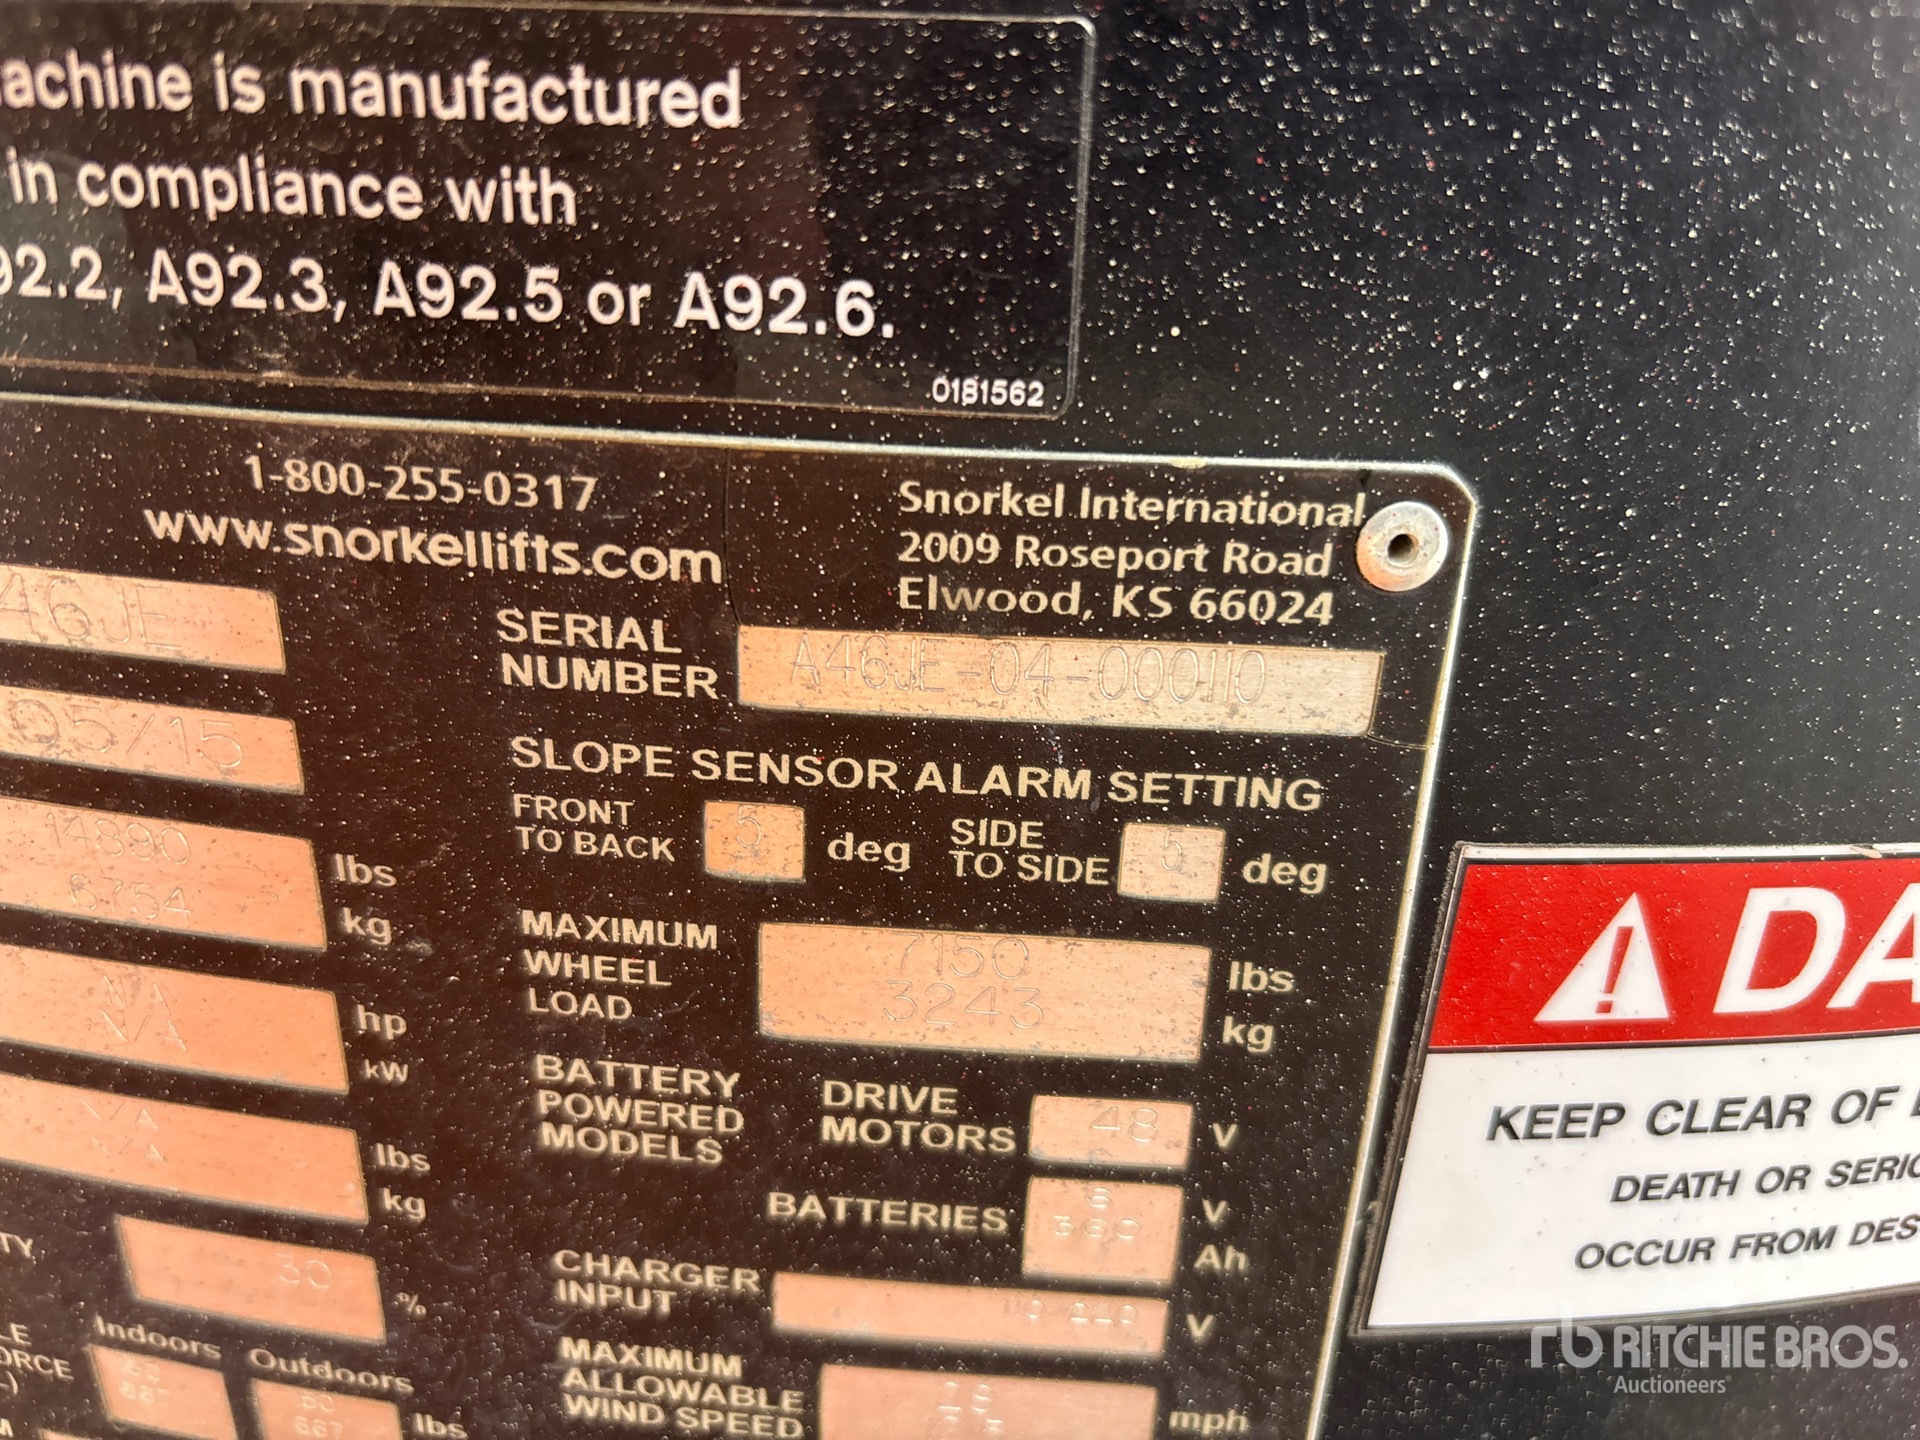 achine is manufactured
in compliance with
92.2, A92.3, A92.5 or A92.6.
0181562
1-800-255-0317
www.snorkellifts.com
Snorkel International
2009 Roseport Road
Elwood, KS 66024
46JE
SERIAL
NUMBER
A46JE-04-000110
05/15
SLOPE SENSOR ALARM SETTING
FRONT
TO BACK
5
deg
SIDE
TO SIDE
5
deg
14890
lbs
6754
kg
MAXIMUM
WHEEL
LOAD
7150
lbs
3243
kg
N/A
hp
N/A
kW
BATTERY
POWERED
MODELS
DRIVE
MOTORS
48
V
BATTERIES
6
V
Ah
N/A
lbs
N/A
kg
30
%
CHARGER
INPUT
V
Indoors
Outdoors
lbs
MAXIMUM
ALLOWABLE
WIND SPEED
28
mph
DA
KEEP CLEAR OF
DEATH OR SERIO
OCCUR FROM DES
rb RITCHIE BROS.
Auctioneers